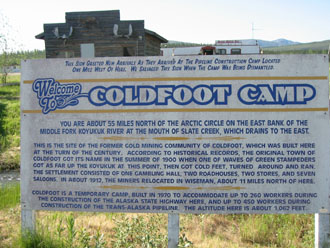 THIS SIGN GREETED NEW ARRIVALS AS THEY ARRIVED AT THE PIPELINE CONSTRUCTION CAMP LOCATED
ONE MILE WEST OF HERE. WE SALVAGED THIS SIGN WHEN THE CAMP WAS BEING DISMANTLED.
Welcome to COLDFOOT CAMP
YOU ARE ABOUT 55 MILES NORTH OF THE ARCTIC CIRCLE ON THE EAST BANK OF THE
MIDDLE FORK KOYUKUK RIVER AT THE MOUTH OF SLATE CREEK, WHICH DRAINS TO THE EAST.
THIS IS THE SITE OF THE FORMER GOLD MINING COMMUNITY OF COLDFOOT, WHICH WAS BUILT HERE
AT THE TURN OF THE CENTURY. ACCORDING TO HISTORICAL RECORDS, THE ORIGINAL TOWN OF
COLDFOOT GOT ITS NAME IN THE SUMMER OF 1900 WHEN ONE OF WAVES OF GREEN STAMPEDERS
GOT AS FAR UP THE KOYUKUK AT THIS POINT, THEN GOT COLD FEET, TURNED AROUND AND RAN.
THE SETTLEMENT CONSISTED OF ONE GAMBLING HALL, TWO ROADHOUSES, TWO STORES, AND SEVEN
SALOONS. IN ABOUT 1912, THE MINERS RELOCATED IN WISEMAN, ABOUT 11 MILES NORTH OF HERE.
COLDFOOT IS A TEMPORARY CAMP, BUILT IN 1970 TO ACCOMMODATE UP TO 260 WORKERS DURING
THE CONSTRUCTION OF THE ALASKA STATE HIGHWAY HERE, AND UP TO 450 WORKERS DURING
CONSTRUCTION OF THE TRANS-ALASKA PIPELINE. THE ALTITUDE HERE IS ABOUT 1,062 FEET.